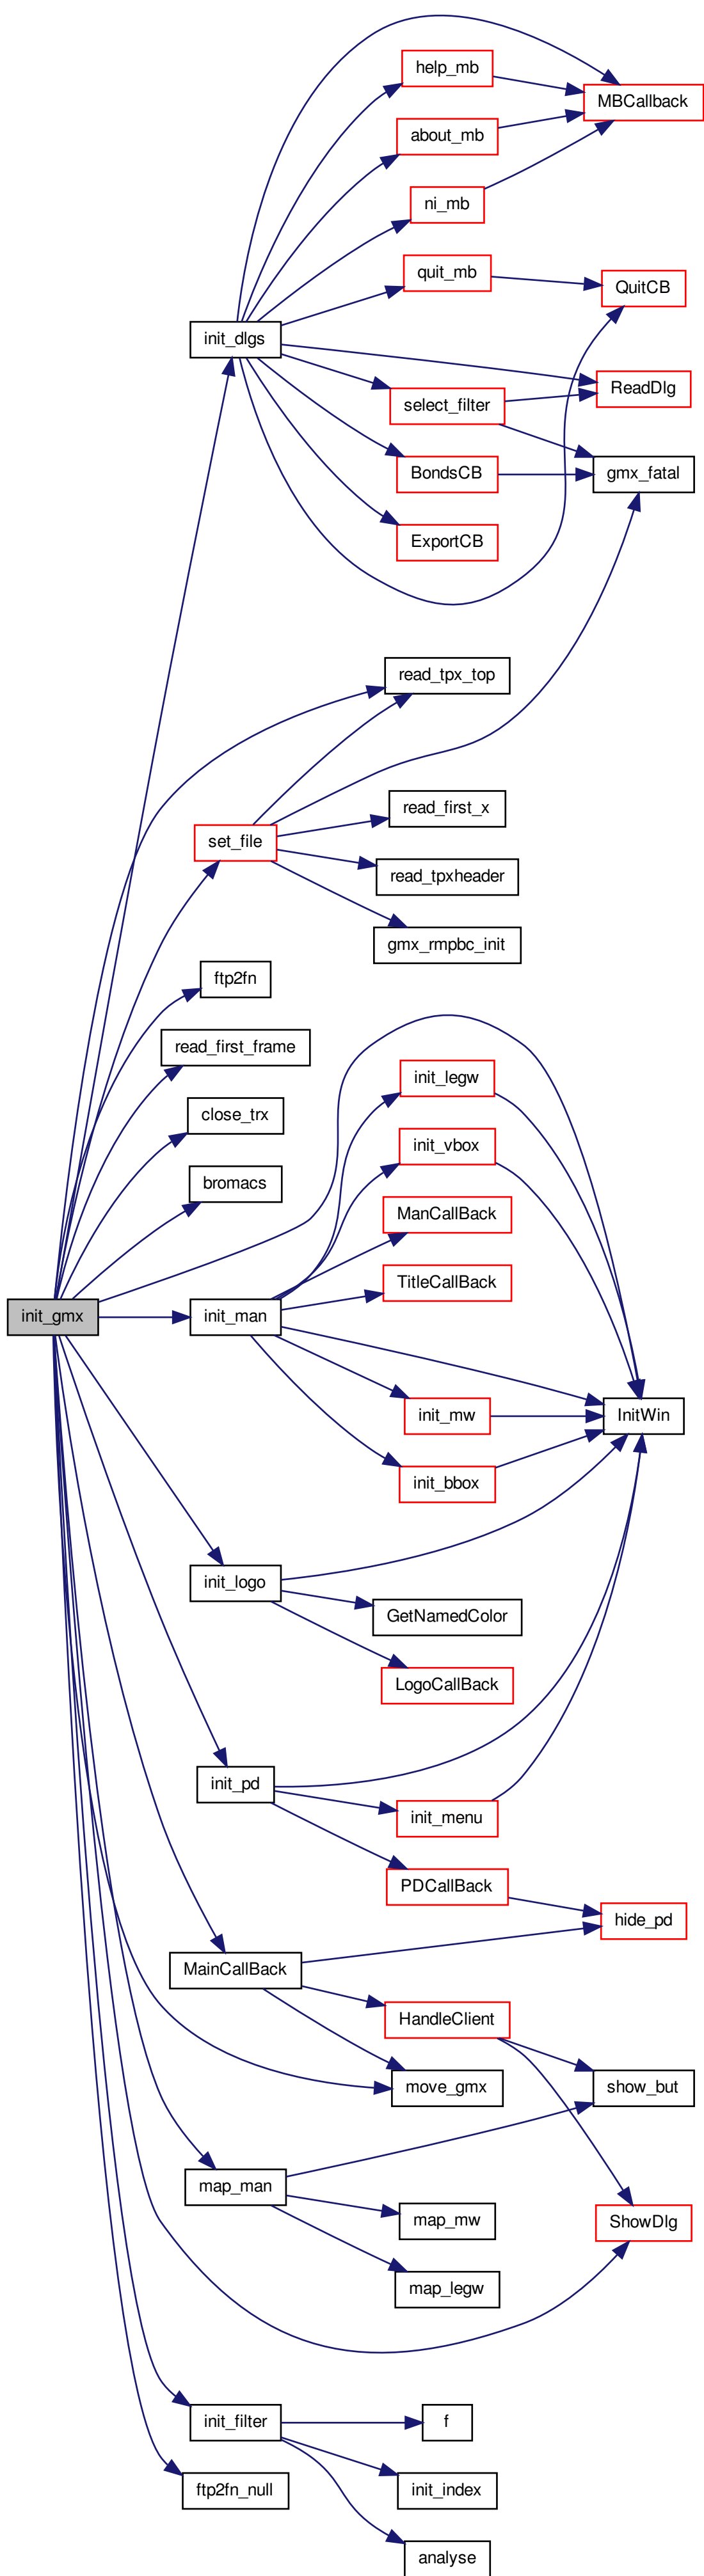 help_mb
MBCallback
about_mb
ni_mb
quit_mb
QuitCB
init_dlgs
ReadDlg
select_filter
BondsCB
gmx_fatal
ExportCB
read_tpx_top
read_first_x
set_file
read_tpxheader
gmx_rmpbc_init
ftp2fn
read_first_frame
init_legw
close_trx
init_vbox
bromacs
ManCallBack
TitleCallBack
init_gmx
init_man
init_mw
InitWin
init_bbox
init_logo
GetNamedColor
LogoCallBack
init_pd
init_menu
PDCallBack
hide_pd
MainCallBack
HandleClient
move_gmx
show_but
map_man
map_mw
ShowDlg
map_legw
init_filter
f
ftp2fn_null
init_index
analyse